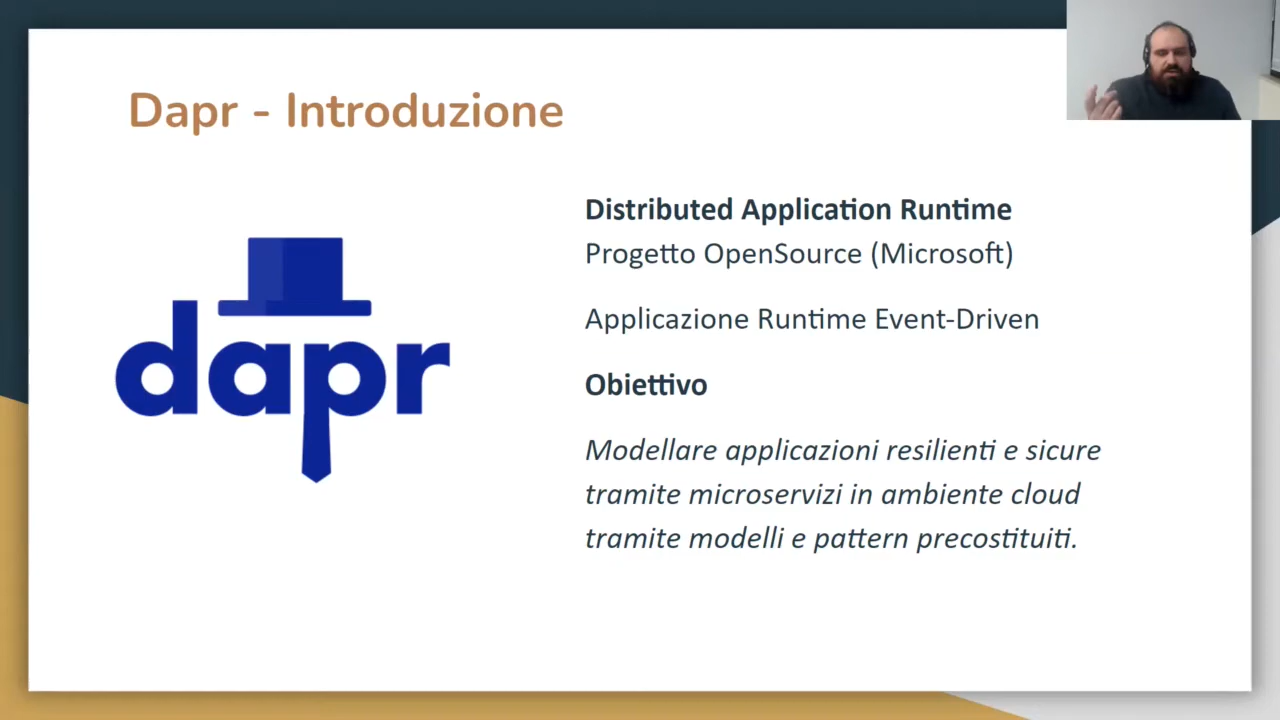 Dapr - Introduzione
dapr
Distributed Application Runtime
Progetto OpenSource (Microsoft)
Applicazione Runtime Event-Driven
Obiettivo
Modellare applicazioni resilienti e sicure
tramite microservizi in ambiente cloud
tramite modelli e pattern precostituiti.